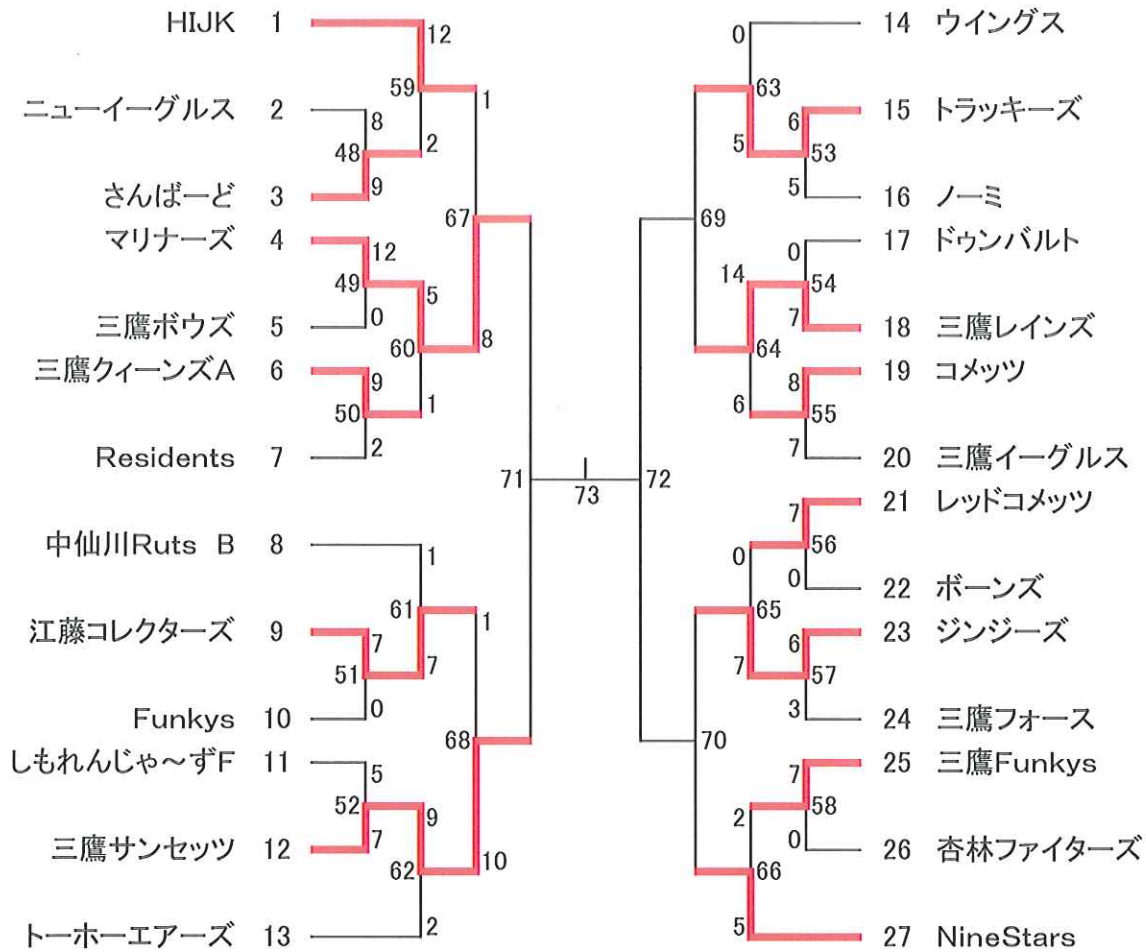 HIJK 1
12
59
1
ニューイーグルス 2
8
48
2
9
さんばーど 3
67
マリナーズ 4
12
49
5
0
三鷹ボウズ 5
60
8
三鷹クィーンズA 6
9
50
1
2
Residents 7
71
中仙川Ruts B 8
1
61
1
江藤コレクターズ 9
7
51
7
0
Funkys 10
68
しもれんじゃ~ずF 11
5
52
9
7
三鷹サンセッツ 12
62
10
2
トーホーエアーズ 13
73
0
14 ウイングス
63
6
15 トラッキーズ
5
53
5
16 ノーミ
69
0
17 ドゥンバルト
14
54
7
18 三鷹レインズ
64
8
19 コメッツ
6
55
7
20 三鷹イーグルス
72
7
21 レッドコメッツ
0
56
0
22 ボーンズ
65
6
23 ジンジーズ
7
57
3
24 三鷹フォース
70
7
25 三鷹Funkys
2
58
0
26 杏林ファイターズ
66
5
27 NineStars